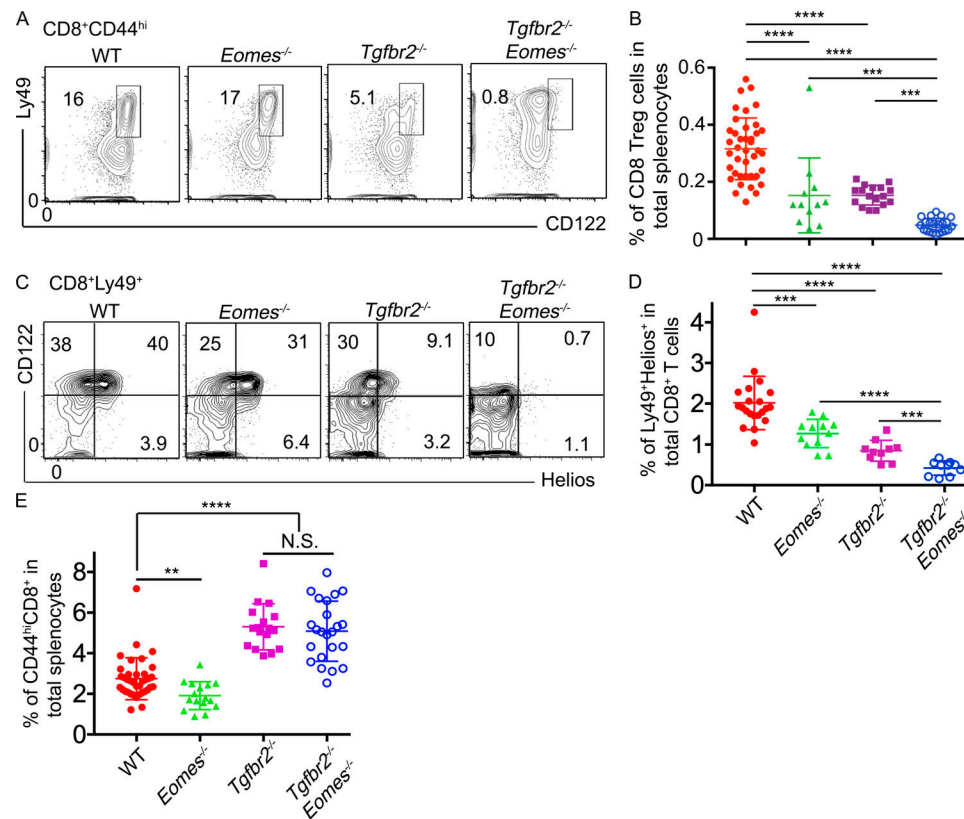 A
CD8⁺CD44ʰⁱ
WT
Eomes⁻/⁻
Tgfbr2⁻/⁻
Tgfbr2⁻/⁻
Eomes⁻/⁻
Ly49
16
17
5.1
0.8
0
0
CD122
B
% of CD8 Treg cells in
total spleenocytes
****
****
****
***
***
0.6
0.4
0.2
0
C
CD8⁺Ly49⁺
WT
Eomes⁻/⁻
Tgfbr2⁻/⁻
Tgfbr2⁻/⁻
Eomes⁻/⁻
CD122
38 40
25 31
30 9.1
10 0.7
3.9
6.4
3.2
1.1
0
0
Helios
D
% of Ly49⁺Helios⁺ in
total CD8⁺ T cells
****
****
***
****
***
4
3
2
1
0
WT
Eomes⁻/⁻
Tgfbr2⁻/⁻
Tgfbr2⁻/⁻
Eomes⁻/⁻
E
% of CD44ʰⁱCD8⁺ in
total splenocytes
****
**
N.S.
8
6
4
2
0
WT
Eomes⁻/⁻
Tgfbr2⁻/⁻
Tgfbr2⁻/⁻
Eomes⁻/⁻